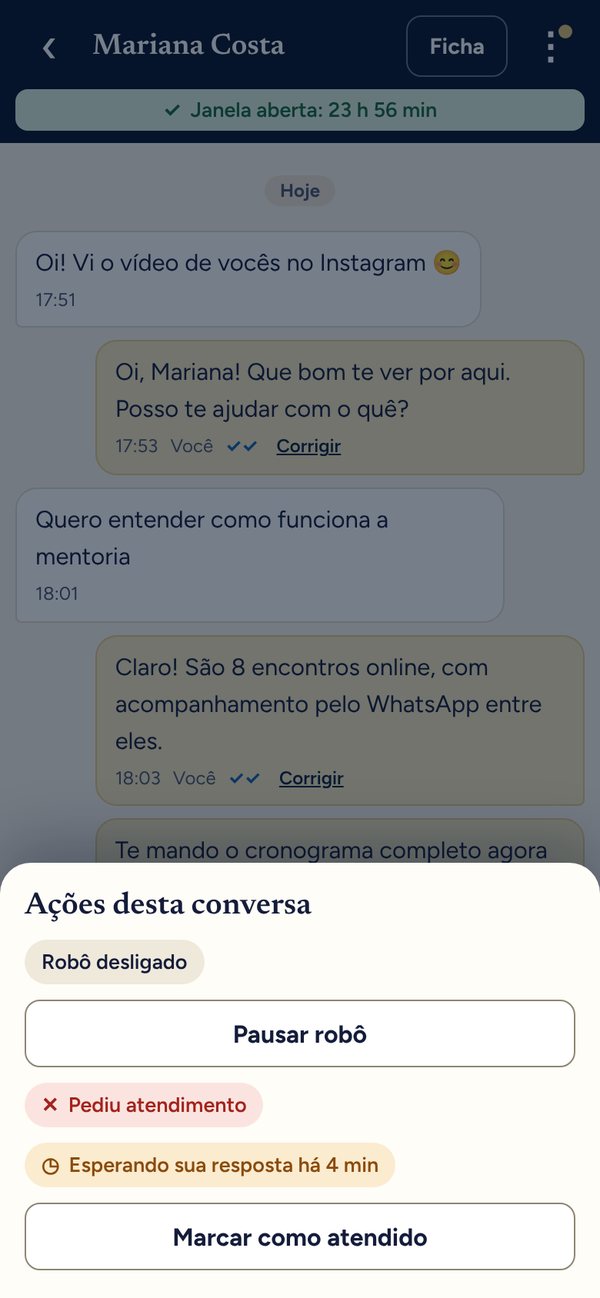 Mariana Costa
Ficha
✓ Janela aberta: 23 h 56 min
Hoje
Oi! Vi o vídeo de vocês no Instagram 😊
17:51
Oi, Mariana! Que bom te ver por aqui.
Posso te ajudar com o quê?
17:53 Você ✓✓ Corrigir
Quero entender como funciona a
mentoria
18:01
Claro! São 8 encontros online, com
acompanhamento pelo WhatsApp entre
eles.
18:03 Você ✓✓ Corrigir
Te mando o cronograma completo agora
Ações desta conversa
Robô desligado
Pausar robô
✕ Pediu atendimento
Esperando sua resposta há 4 min
Marcar como atendido